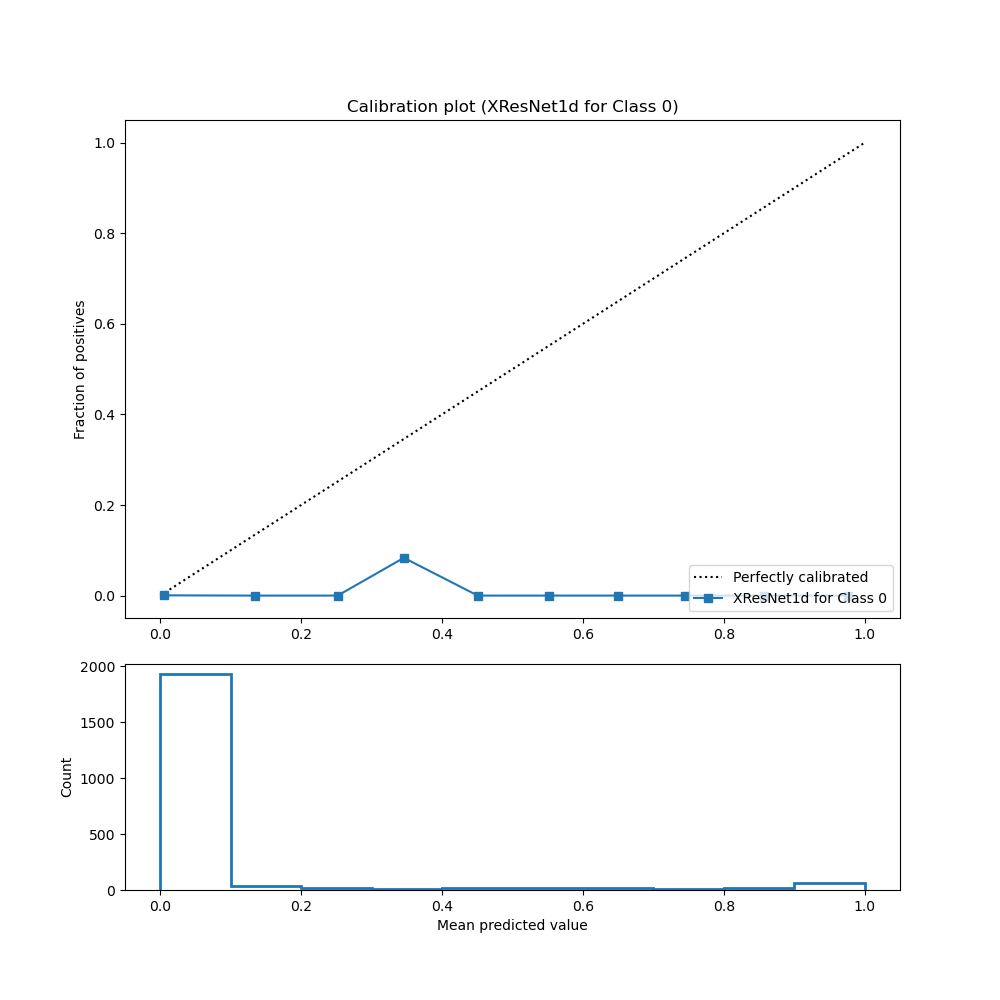 Calibration plot (XResNet1d for Class 0)
1.0
0.8
0.6
0.4
0.2
0.0
Fraction of positives
Perfectly calibrated
XResNet1d for Class 0
0.0 0.2 0.4 0.6 0.8 1.0
2000
1500
1000
500
0
Count
0.0 0.2 0.4 0.6 0.8 1.0
Mean predicted value